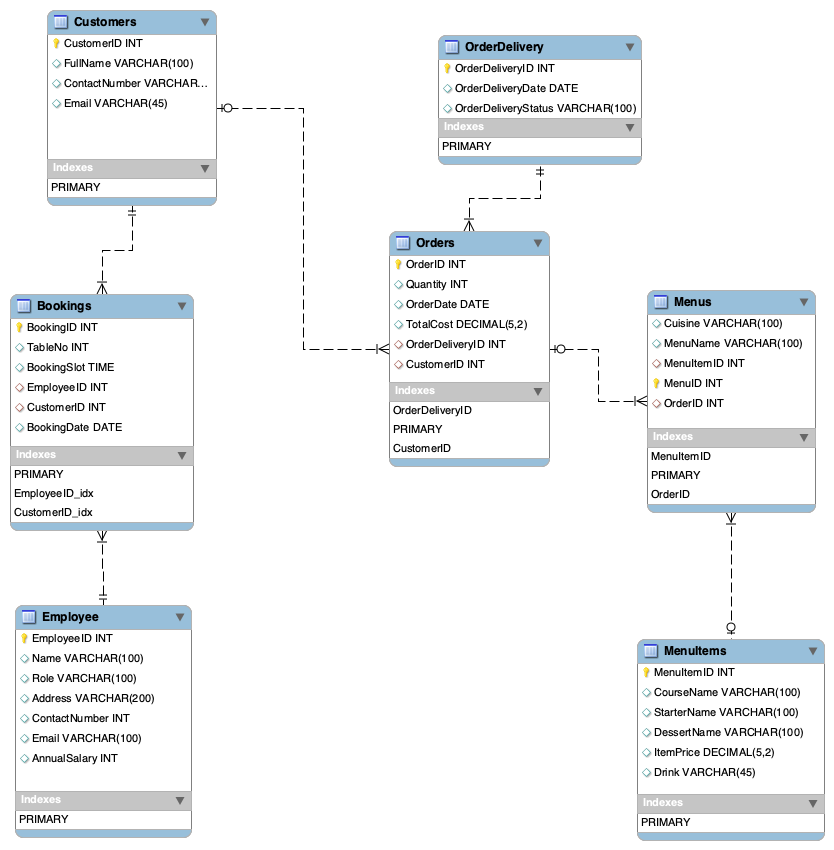 Customers
CustomerID INT
FullName VARCHAR(100)
ContactNumber VARCHAR...
Email VARCHAR(45)
Indexes
PRIMARY
OrderDelivery
OrderDeliveryID INT
OrderDeliveryDate DATE
OrderDeliveryStatus VARCHAR(100)
Indexes
PRIMARY
Orders
OrderID INT
Quantity INT
OrderDate DATE
TotalCost DECIMAL(5,2)
OrderDeliveryID INT
CustomerID INT
Indexes
OrderDeliveryID
PRIMARY
CustomerID
Menus
Cuisine VARCHAR(100)
MenuName VARCHAR(100)
MenuItemID INT
MenuID INT
OrderID INT
Indexes
MenuItemID
PRIMARY
OrderID
Bookings
BookingID INT
TableNo INT
BookingSlot TIME
EmployeeID INT
CustomerID INT
BookingDate DATE
Indexes
PRIMARY
EmployeeID_idx
CustomerID_idx
Employee
EmployeeID INT
Name VARCHAR(100)
Role VARCHAR(100)
Address VARCHAR(200)
ContactNumber INT
Email VARCHAR(100)
AnnualSalary INT
Indexes
PRIMARY
MenuItems
MenuItemID INT
CourseName VARCHAR(100)
StarterName VARCHAR(100)
DessertName VARCHAR(100)
ItemPrice DECIMAL(5,2)
Drink VARCHAR(45)
Indexes
PRIMARY